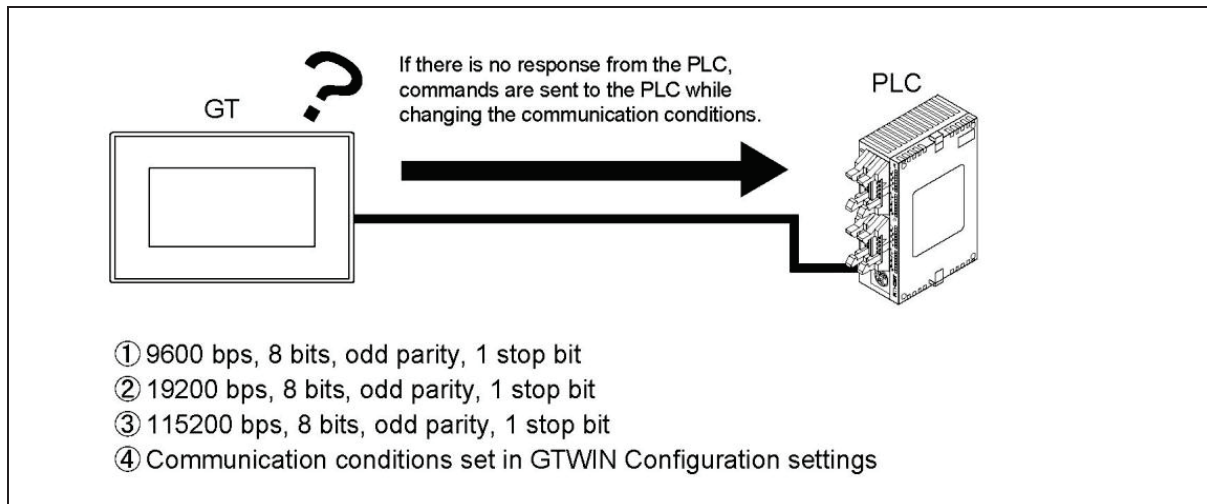 If there is no response from the PLC,
commands are sent to the PLC while
changing the communication conditions.
GT
PLC
① 9600 bps, 8 bits, odd parity, 1 stop bit
② 19200 bps, 8 bits, odd parity, 1 stop bit
③ 115200 bps, 8 bits, odd parity, 1 stop bit
④ Communication conditions set in GTWIN Configuration settings